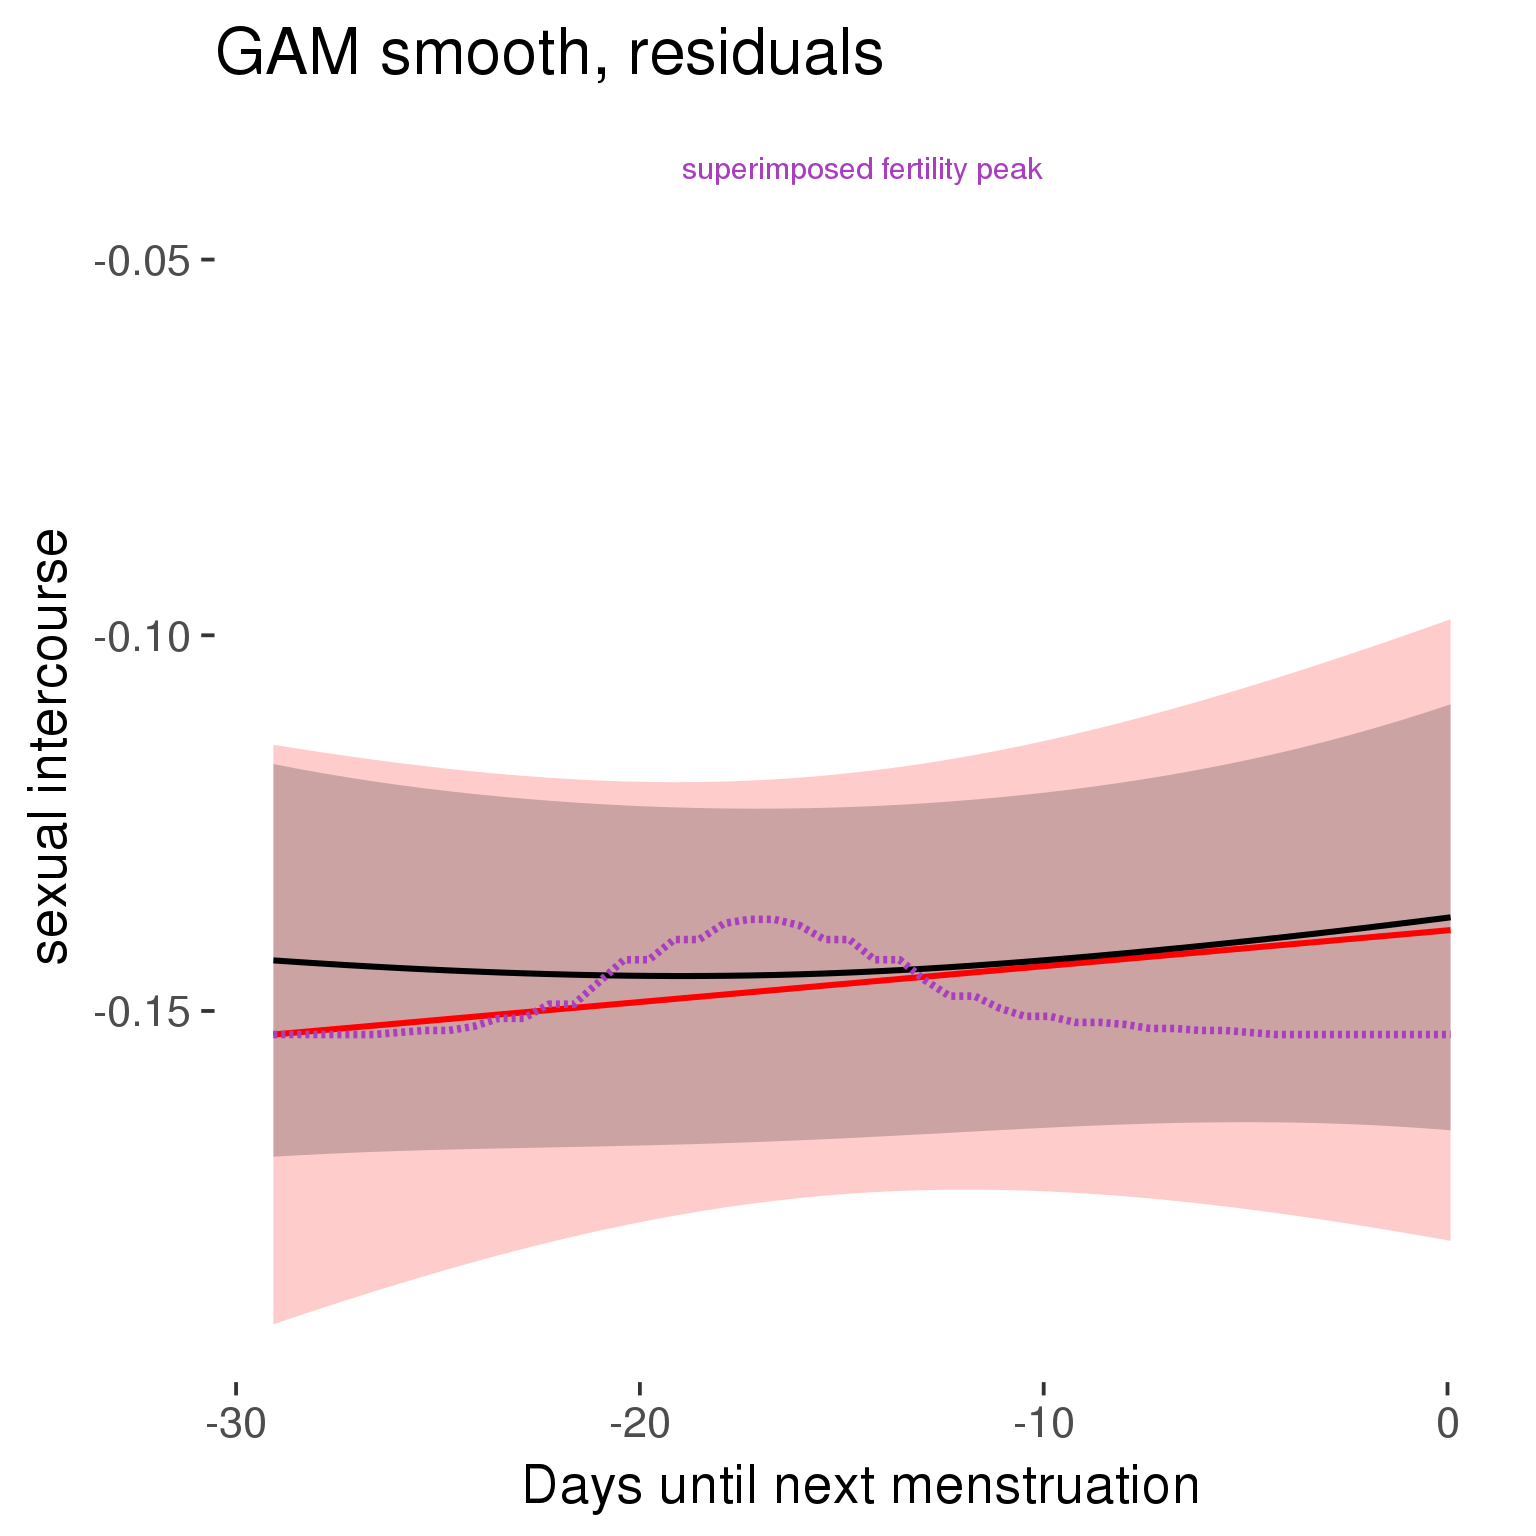 GAM smooth, residuals
superimposed fertility peak
-0.05
-0.10
-0.15
sexual intercourse
-30 -20 -10 0
Days until next menstruation